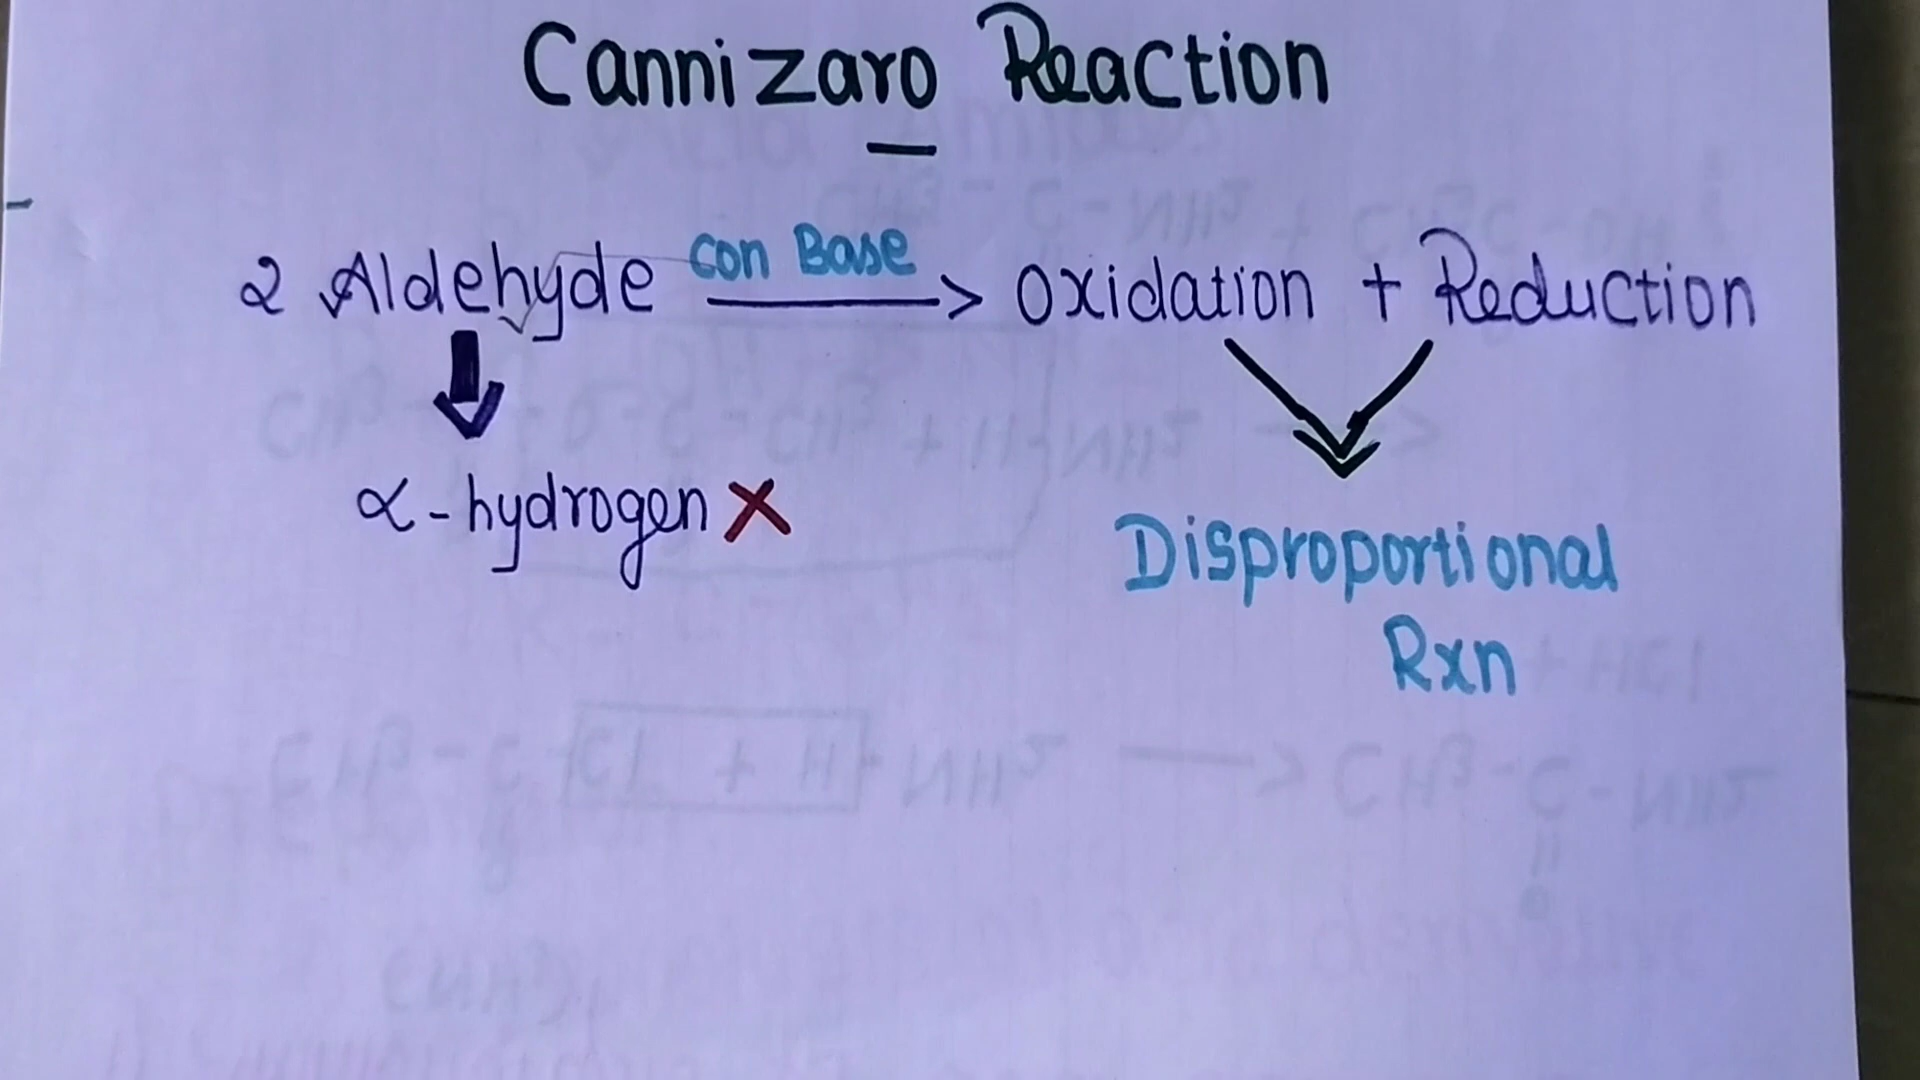 Cannizaro Reaction
2 Aldehyde con Base > Oxidation + Reduction
α-hydrogen X
Disproportional
Rxn